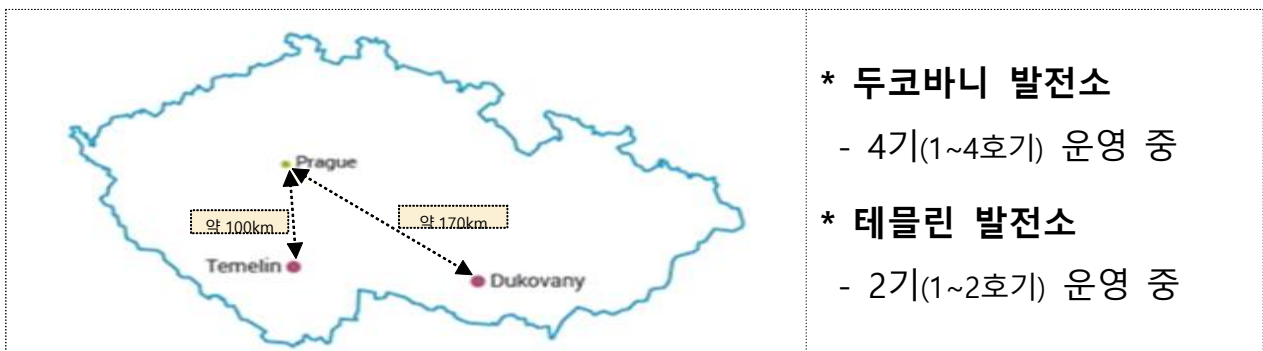 Prague
약 100km
약 170km
Temelin
Dukovany
* 두코바니 발전소
- 4기(1~4호기) 운영 중
* 테믈린 발전소
- 2기(1~2호기) 운영 중